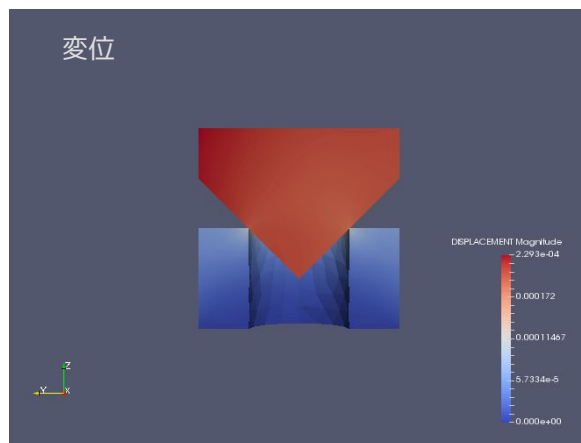 変位
DISPLACEMENT Magnitude
2.293e-04
0.000172
0.00011467
5.7334e-5
0.000e+00
Z
Y
X